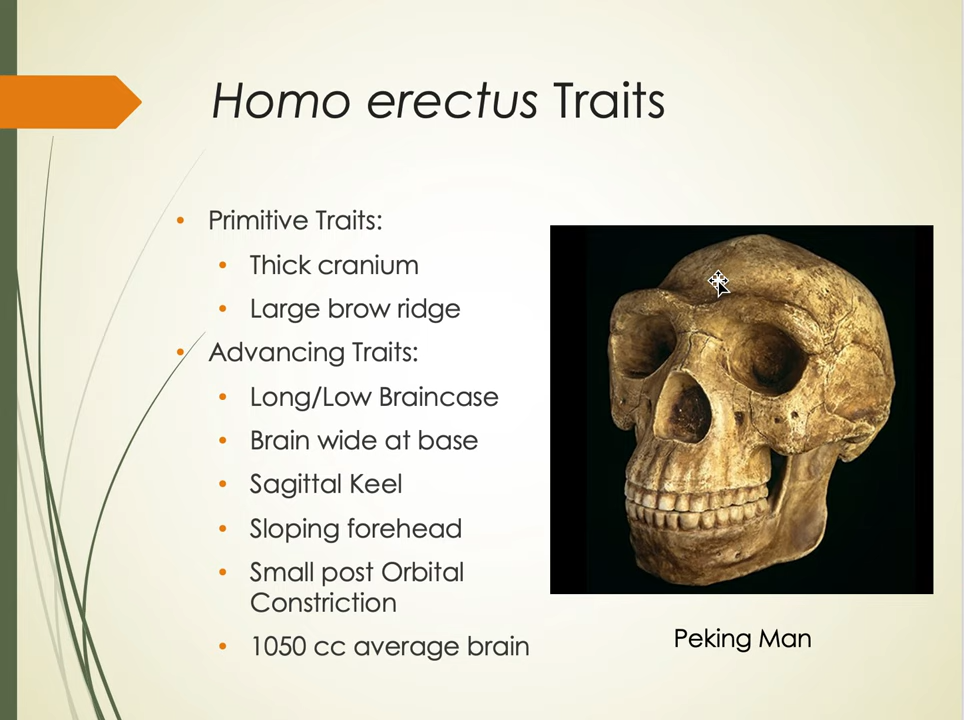 Homo erectus Traits
• Primitive Traits:
• Thick cranium
• Large brow ridge
• Advancing Traits:
• Long/Low Braincase
• Brain wide at base
• Sagittal Keel
• Sloping forehead
• Small post Orbital
Constriction
• 1050 cc average brain
Peking Man